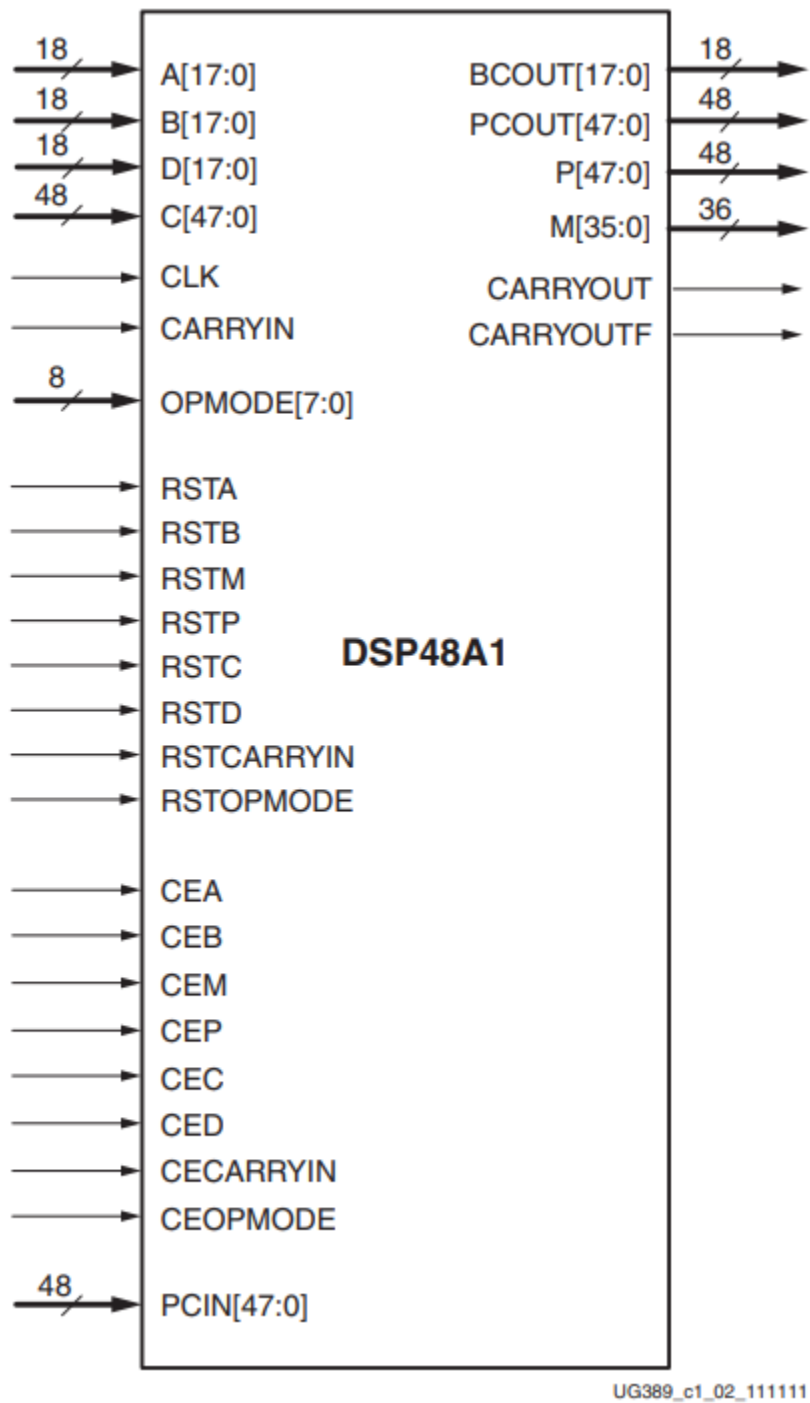 18 A[17:0] BCOUT[17:0] 18
18 B[17:0] PCOUT[47:0] 48
18 D[17:0] P[47:0] 48
48 C[47:0] M[35:0] 36
CLK CARRYOUT
CARRYIN CARRYOUTF
8 OPMODE[7:0]
RSTA
RSTB
RSTM
RSTP
DSP48A1
RSTC
RSTD
RSTCARRYIN
RSTOPMODE
CEA
CEB
CEM
CEP
CEC
CED
CECARRYIN
CEOPMODE
48 PCIN[47:0]
UG389_c1_02_111111